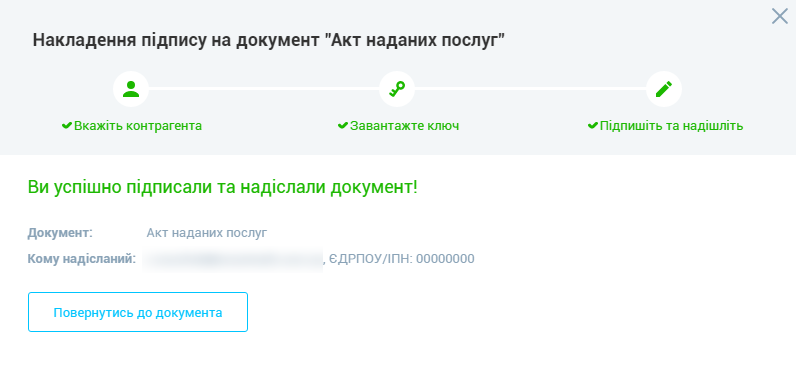 Накладення підпису на документ "Акт наданих послуг"
Вкажіть контрагента
Завантажте ключ
Підпишіть та надішліть
Ви успішно підписали та надіслали документ!
Документ: Акт наданих послуг
Кому надісланий: , ЄДРПОУ/ІПН: 00000000
Повернутись до документа